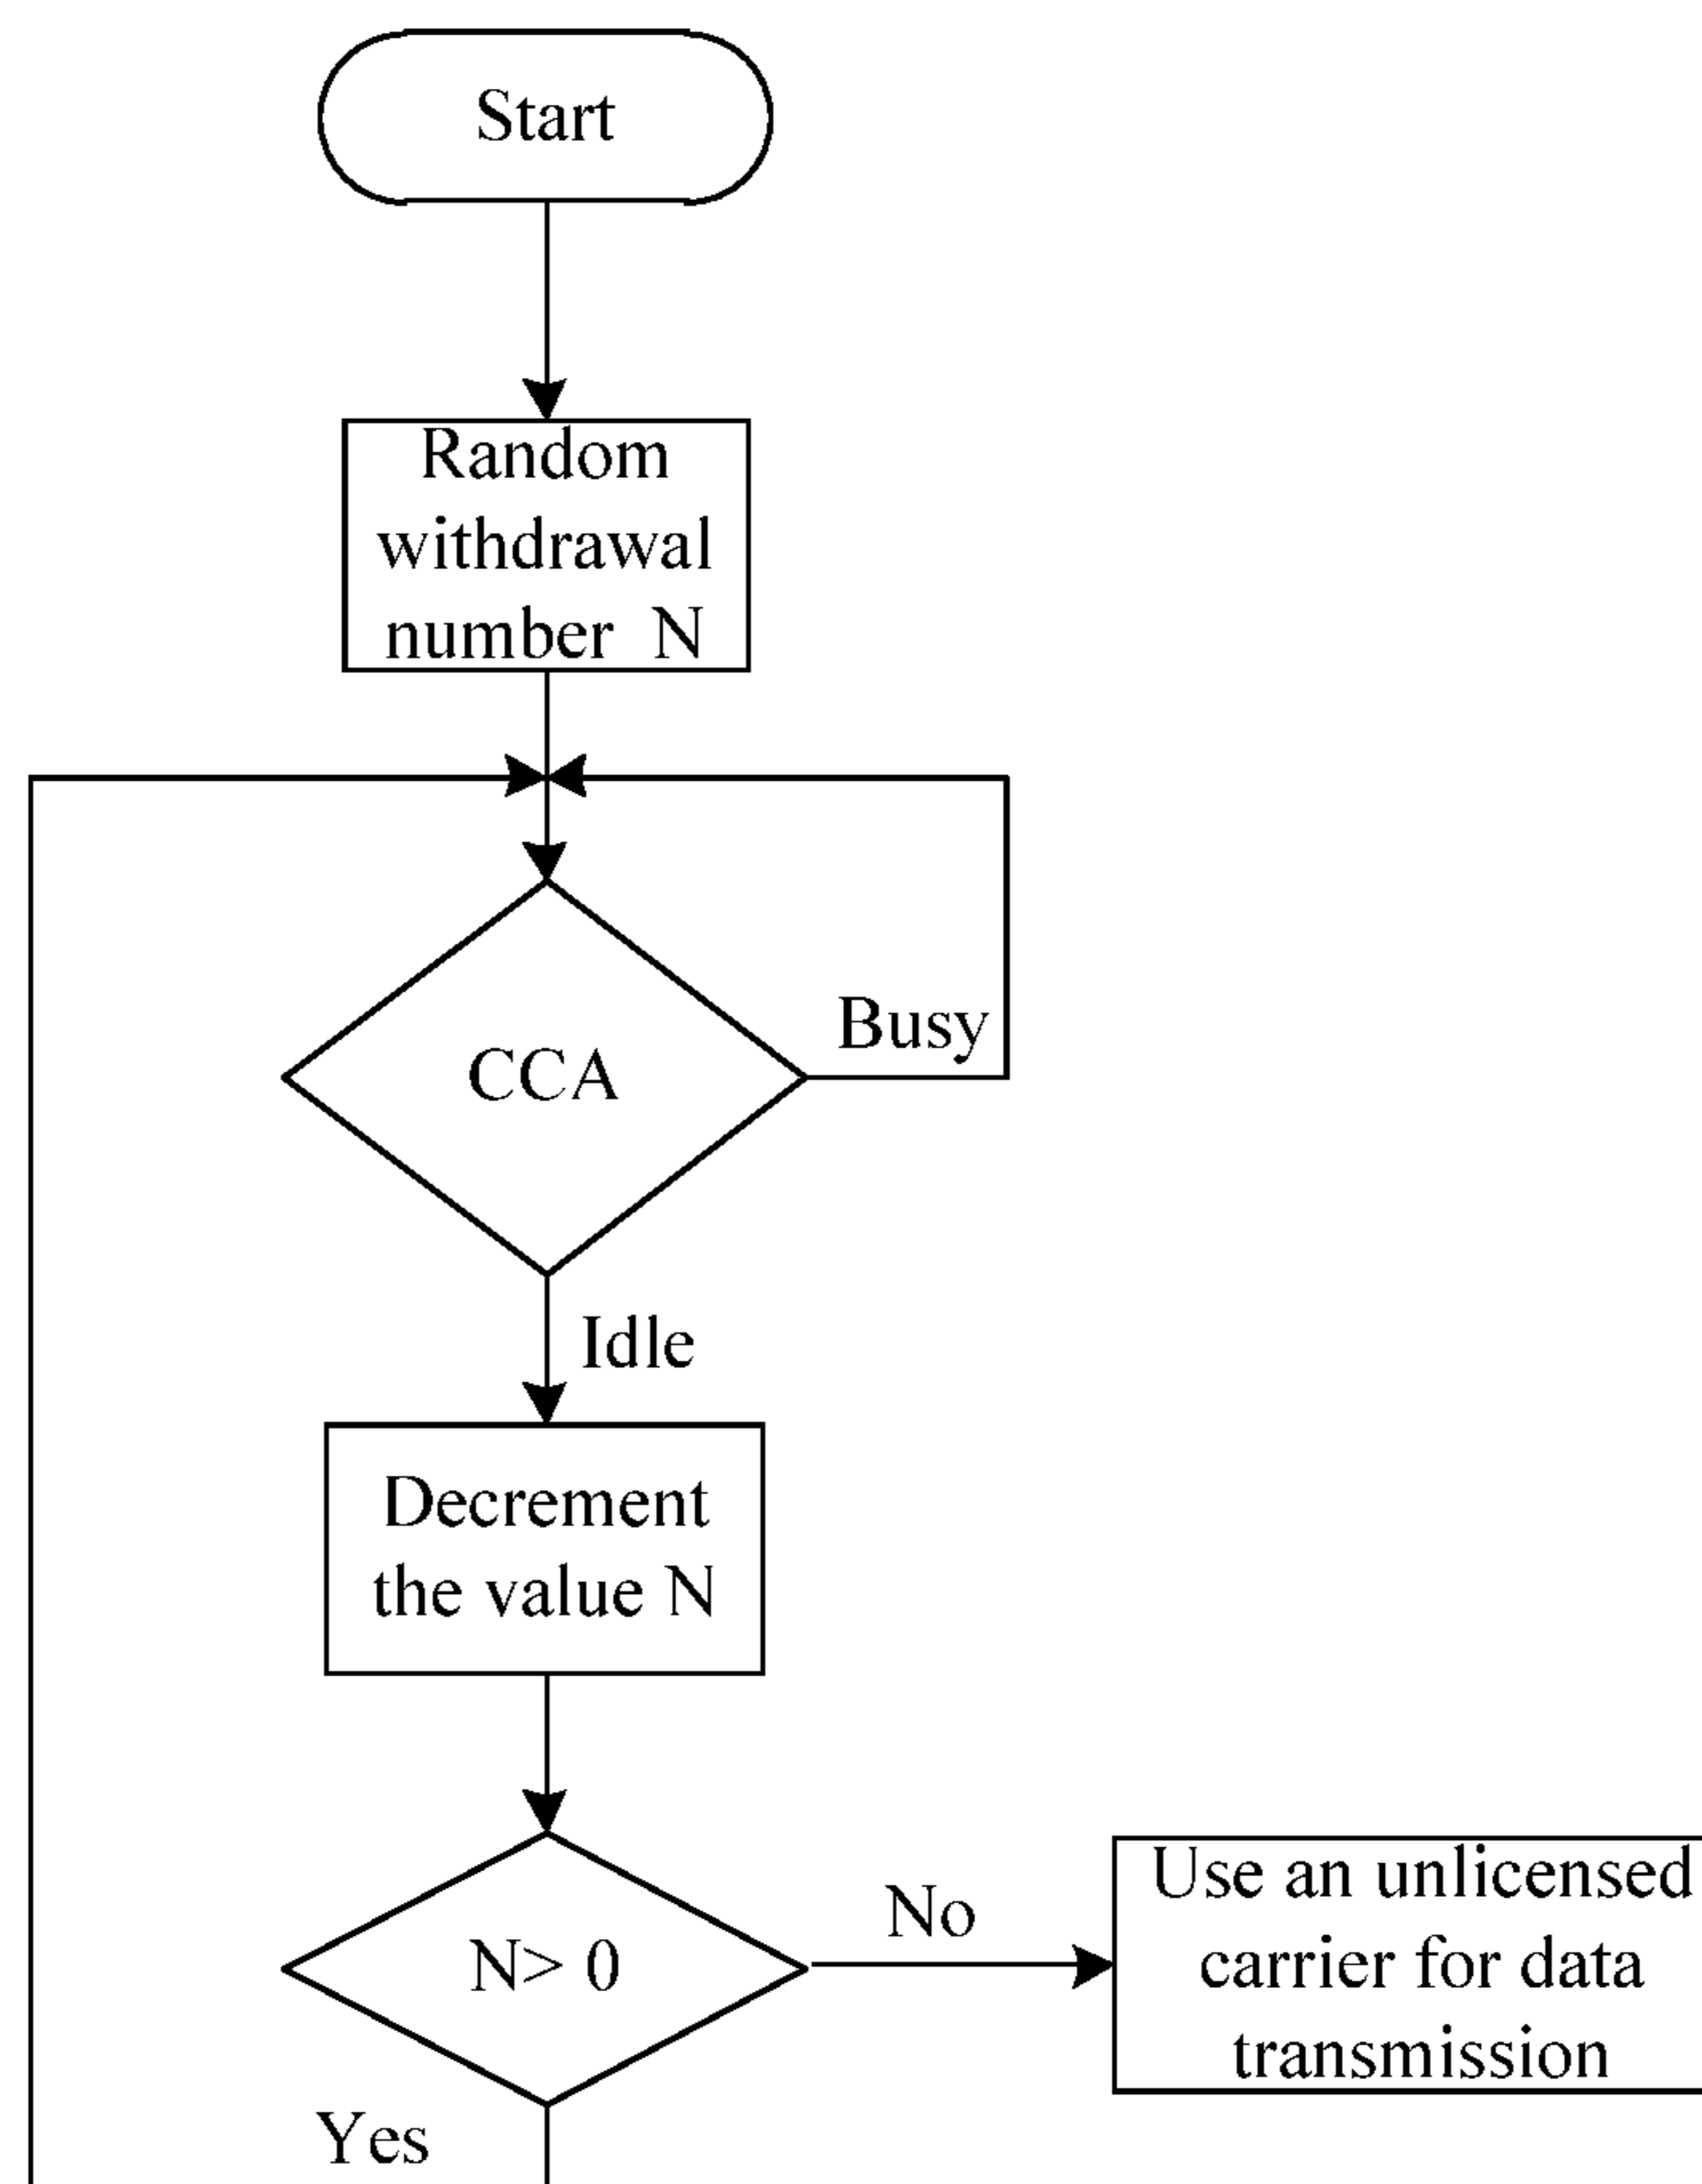 Start
Random
withdrawal
number N
Busy
CCA
Idle
Decrement
the value N
N> 0
No
Use an unlicensed
carrier for data
transmission
Yes